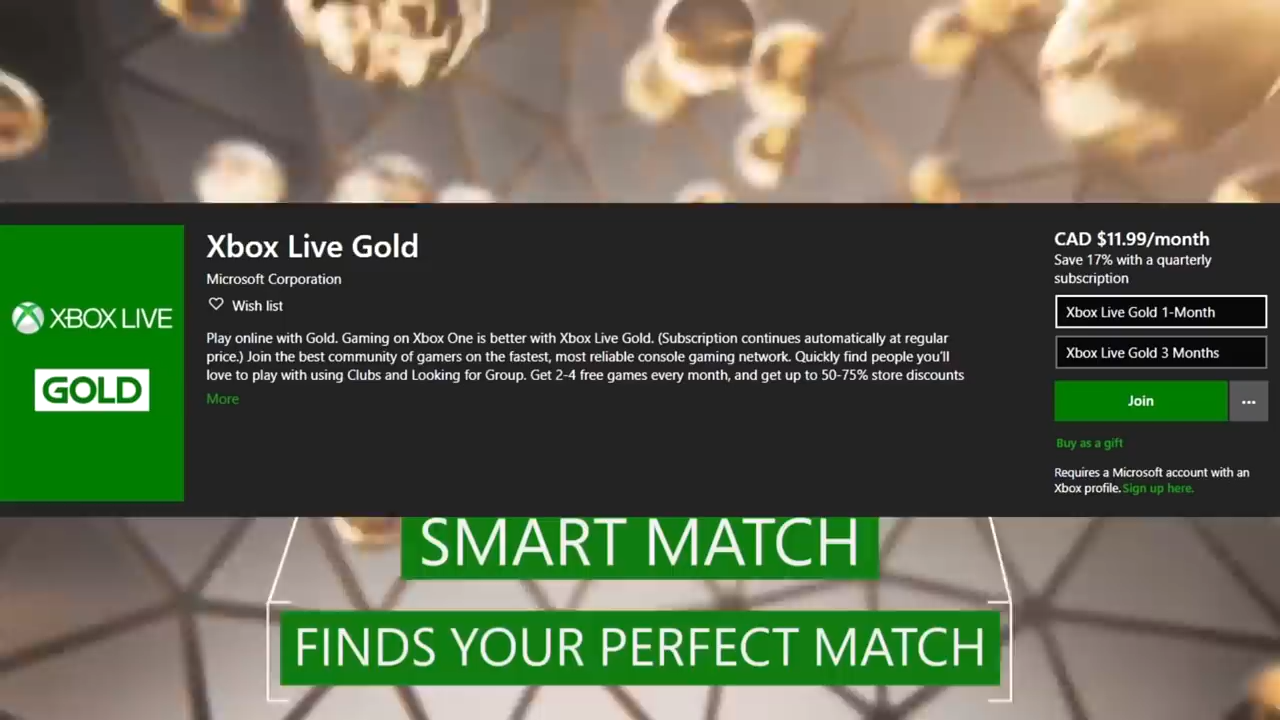 Xbox Live Gold
Microsoft Corporation
Wish list
Play online with Gold. Gaming on Xbox One is better with Xbox Live Gold. (Subscription continues automatically at regular
price.) Join the best community of gamers on the fastest, most reliable console gaming network. Quickly find people you'll
love to play with using Clubs and Looking for Group. Get 2-4 free games every month, and get up to 50-75% store discounts
More
XBOX LIVE
GOLD
CAD $11.99/month
Save 17% with a quarterly
subscription
Xbox Live Gold 1-Month
Xbox Live Gold 3 Months
Join
...
Buy as a gift
Requires a Microsoft account with an
Xbox profile. Sign up here.
SMART MATCH
FINDS YOUR PERFECT MATCH